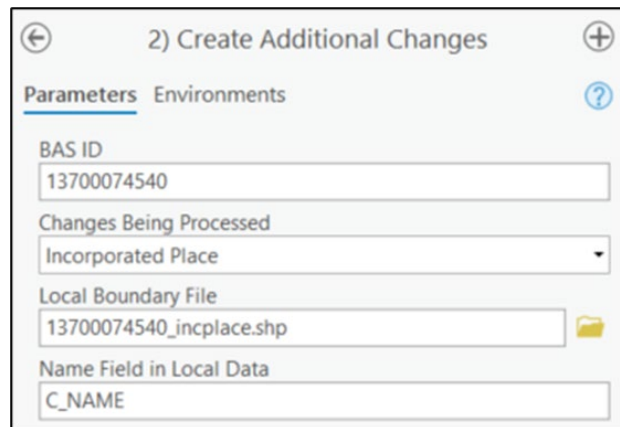 2) Create Additional Changes
Parameters Environments
BAS ID
13700074540
Changes Being Processed
Incorporated Place
Local Boundary File
13700074540_incplace.shp
Name Field in Local Data
C_NAME